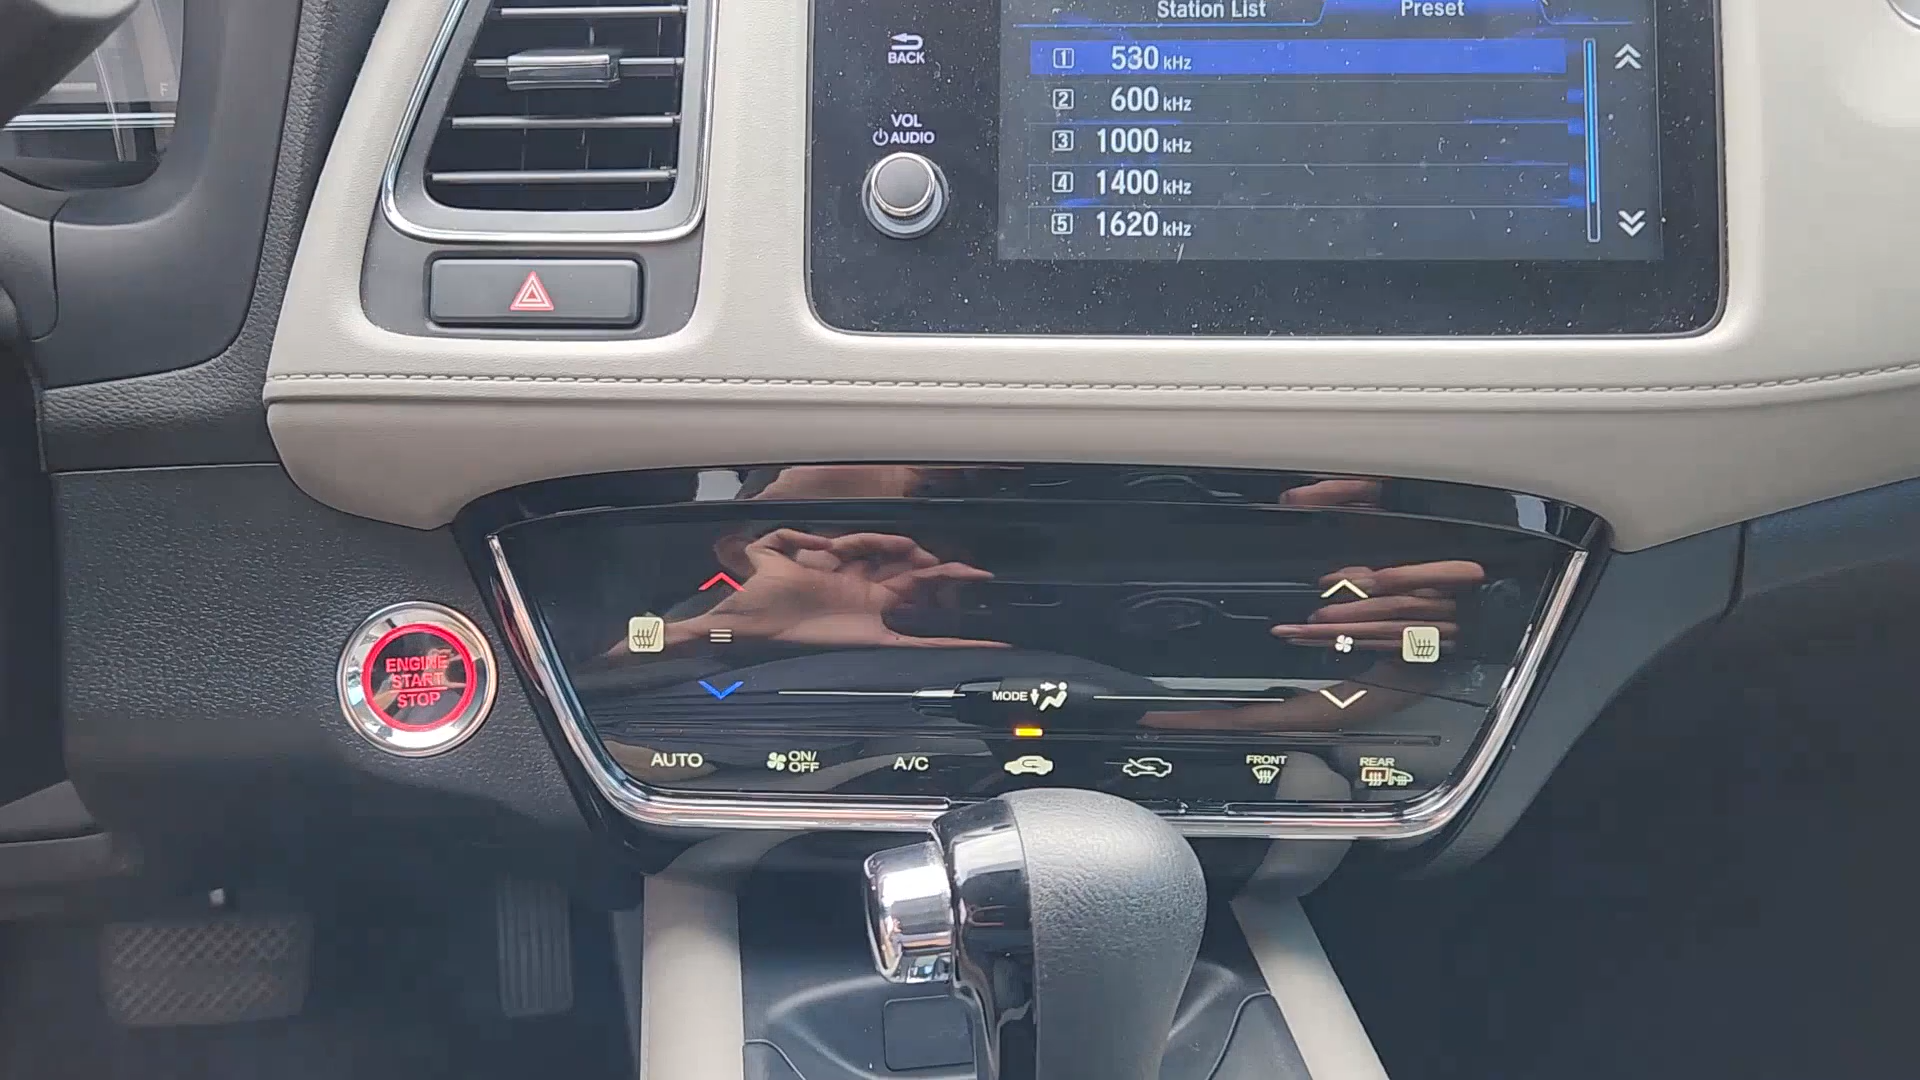 F
Station List
Preset
BACK
VOL
AUDIO
1 530 kHz
2 600 kHz
3 1000 kHz
4 1400 kHz
5 1620 kHz
ENGINE
START
STOP
MODE
AUTO
ON/
OFF
A/C
FRONT
REAR